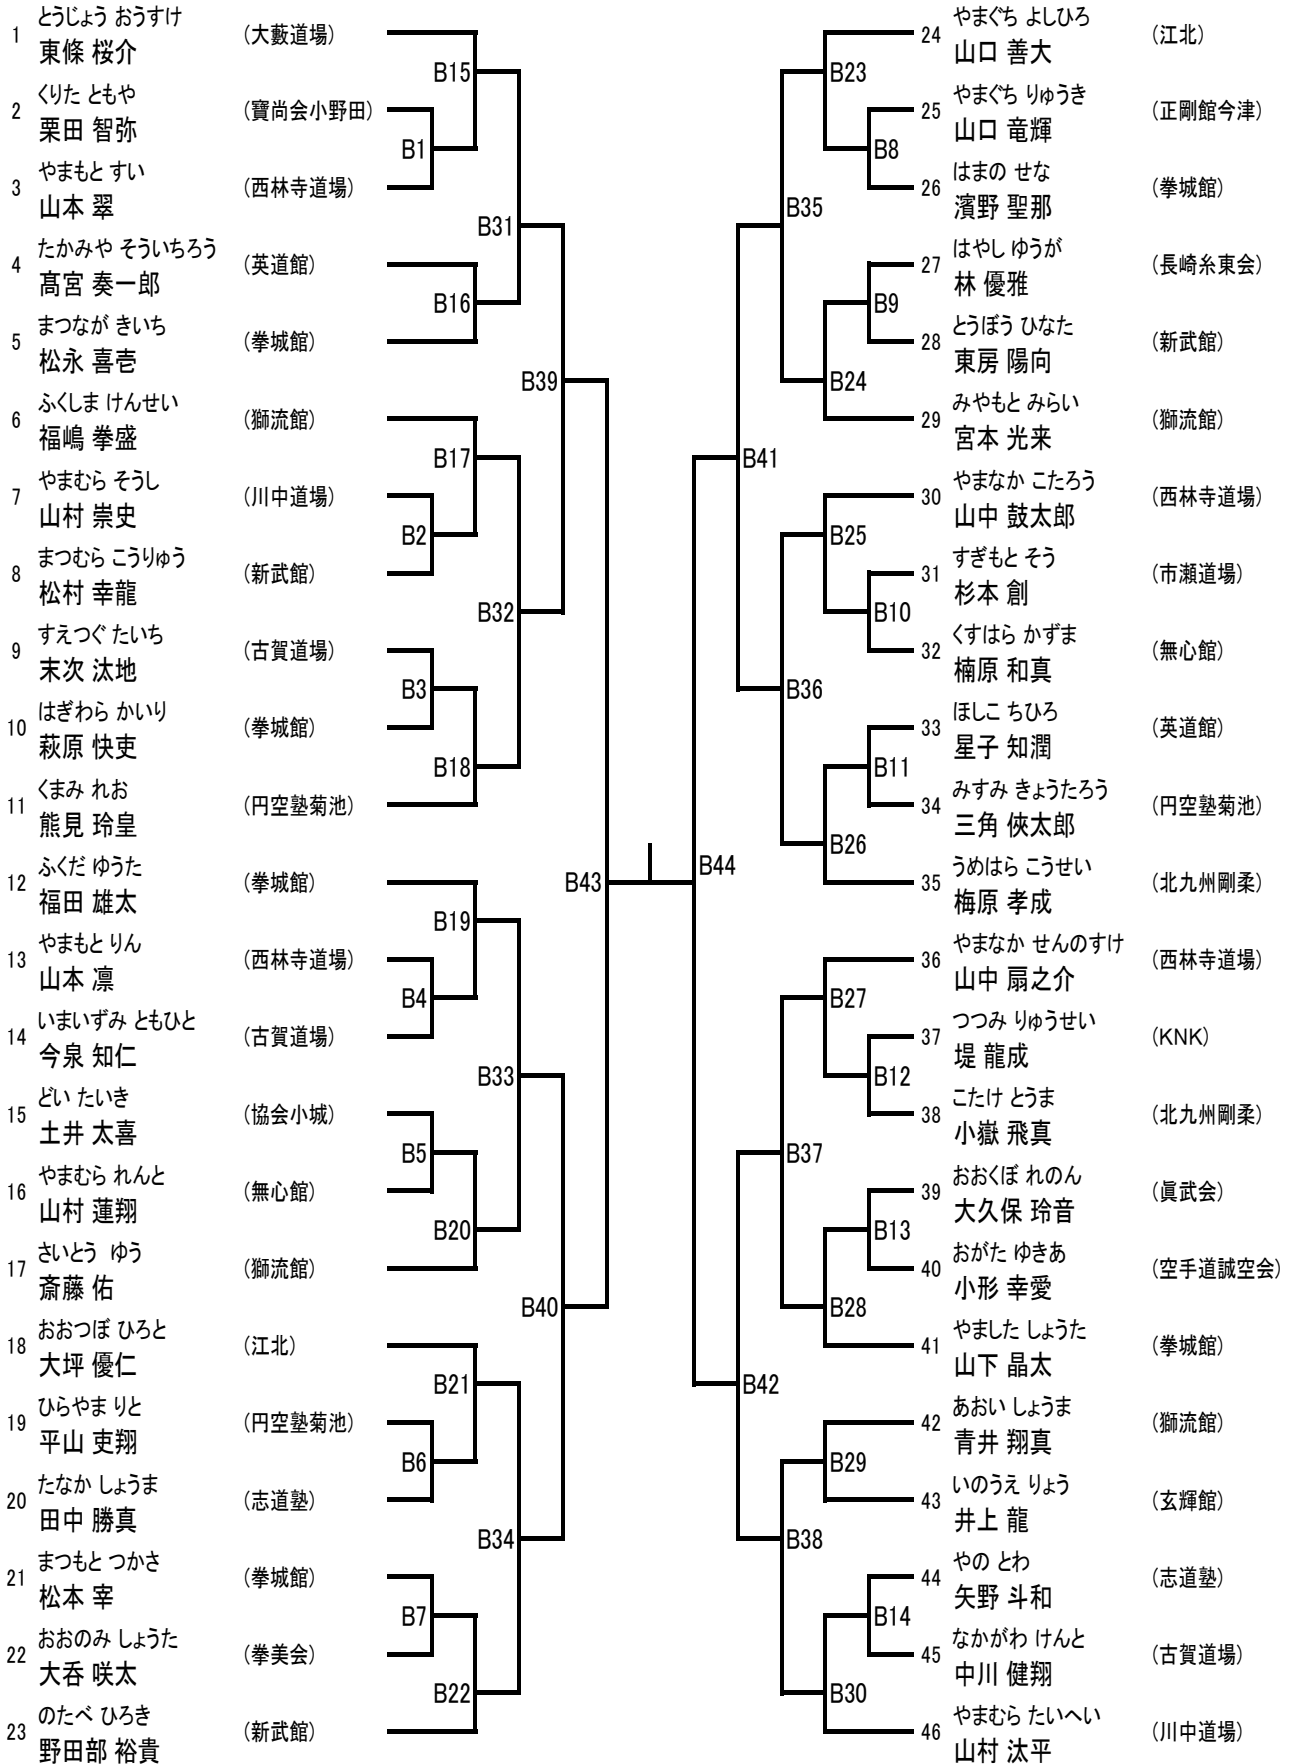 とうじょう おうすけ
1 東條 桜介 (大藪道場)
くりた ともや
2 栗田 智弥 (寶尚会小野田)
やまもと すい
3 山本 翠 (西林寺道場)
たかみや そういちろう
4 髙宮 奏一郎 (英道館)
まつなが きいち
5 松永 喜壱 (拳城館)
ふくしま けんせい
6 福嶋 拳盛 (獅流館)
やまむら そうし
7 山村 崇史 (川中道場)
まつむら こうりゅう
8 松村 幸龍 (新武館)
すえつぐ たいち
9 末次 汰地 (古賀道場)
はぎわら かいり
10 萩原 快吏 (拳城館)
くまみ れお
11 熊見 玲皇 (円空塾菊池)
ふくだ ゆうた
12 福田 雄太 (拳城館)
やまもと りん
13 山本 凛 (西林寺道場)
いまいずみ ともひと
14 今泉 知仁 (古賀道場)
どい たいき
15 土井 太喜 (協会小城)
やまむら れんと
16 山村 蓮翔 (無心館)
さいとう ゆう
17 斎藤 佑 (獅流館)
おおつぼ ひろと
18 大坪 優仁 (江北)
ひらやま りと
19 平山 吏翔 (円空塾菊池)
たなか しょうま
20 田中 勝真 (志道塾)
まつもと つかさ
21 松本 宰 (拳城館)
おおのみ しょうた
22 大呑 咲太 (拳美会)
のたべ ひろき
23 野田部 裕貴 (新武館)
B15
B1
B31
B16
B39
B17
B2
B32
B3
B18
B43
B19
B4
B33
B5
B20
B40
B21
B6
B34
B7
B22
B44
B23
B8
B35
B9
B24
B41
B25
B10
B36
B11
B26
B27
B12
B37
B13
B28
B42
B29
B38
B14
B30
やまぐち よしひろ
24 山口 善大 (江北)
やまぐち りゅうき
25 山口 竜輝 (正剛館今津)
はまの せな
26 濱野 聖那 (拳城館)
はやし ゆうが
27 林 優雅 (長崎糸東会)
とうぼう ひなた
28 東房 陽向 (新武館)
みやもと みらい
29 宮本 光来 (獅流館)
やまなか こたろう
30 山中 鼓太郎 (西林寺道場)
すぎもと そう
31 杉本 創 (市瀬道場)
くすはら かずま
32 楠原 和真 (無心館)
ほしこ ちひろ
33 星子 知潤 (英道館)
みすみ きょうたろう
34 三角 俠太郎 (円空塾菊池)
うめはら こうせい
35 梅原 孝成 (北九州剛柔)
やまなか せんのすけ
36 山中 扇之介 (西林寺道場)
つつみ りゅうせい
37 堤 龍成 (KNK)
こたけ とうま
38 小嶽 飛真 (北九州剛柔)
おおくぼ れのん
39 大久保 玲音 (眞武会)
おがた ゆきあ
40 小形 幸愛 (空手道誠空会)
やました しょうた
41 山下 晶太 (拳城館)
あおい しょうま
42 青井 翔真 (獅流館)
いのうえ りょう
43 井上 龍 (玄輝館)
やの とわ
44 矢野 斗和 (志道塾)
なかがわ けんと
45 中川 健翔 (古賀道場)
やまむら たいへい
46 山村 汰平 (川中道場)